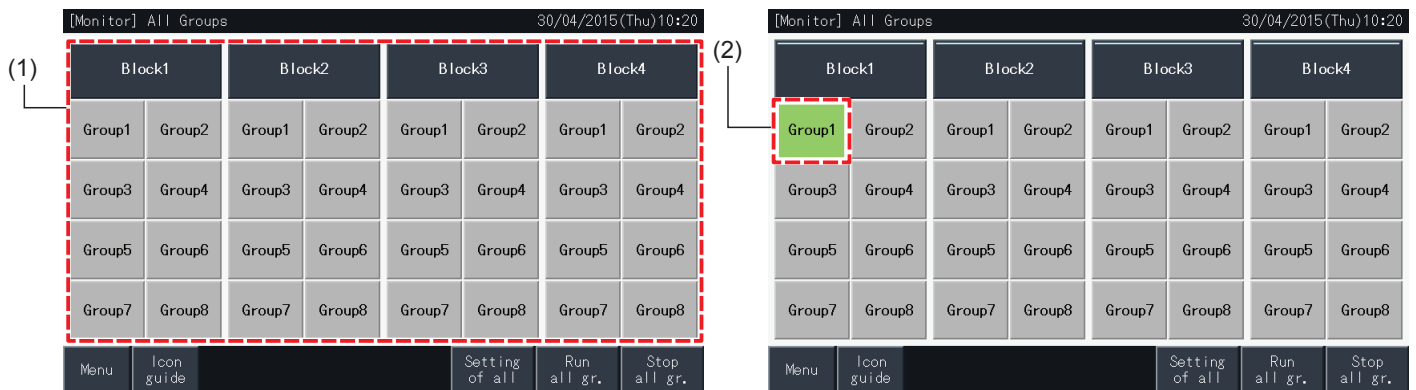 [Monitor] All Groups 30/04/2015(Thu)10:20
(1)
Block1 Block2 Block3 Block4
Group1 Group2 Group1 Group2 Group1 Group2 Group1 Group2
Group3 Group4 Group3 Group4 Group3 Group4 Group3 Group4
Group5 Group6 Group5 Group6 Group5 Group6 Group5 Group6
Group7 Group8 Group7 Group8 Group7 Group8 Group7 Group8
Menu Icon guide Setting of all Run all gr. Stop all gr.
[Monitor] All Groups 30/04/2015(Thu)10:20
(2)
Block1 Block2 Block3 Block4
Group1 Group2 Group1 Group2 Group1 Group2 Group1 Group2
Group3 Group4 Group3 Group4 Group3 Group4 Group3 Group4
Group5 Group6 Group5 Group6 Group5 Group6 Group5 Group6
Group7 Group8 Group7 Group8 Group7 Group8 Group7 Group8
Menu Icon guide Setting of all Run all gr. Stop all gr.